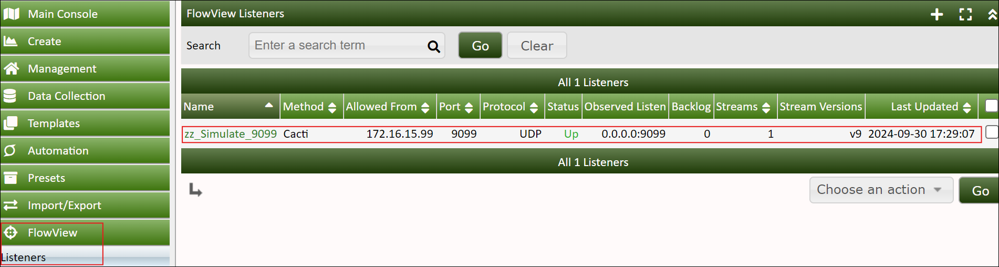 Main Console
Create
Management
Data Collection
Templates
Automation
Presets
Import/Export
FlowView
Listeners
FlowView Listeners
Search Enter a search term Go Clear
All 1 Listeners
Name Method Allowed From Port Protocol Status Observed Listen Backlog Streams Stream Versions Last Updated
zz_Simulate_9099 Cacti 172.16.15.99 9099 UDP Up 0.0.0.0:9099 0 1 v9 2024-09-30 17:29:07
All 1 Listeners
Choose an action Go